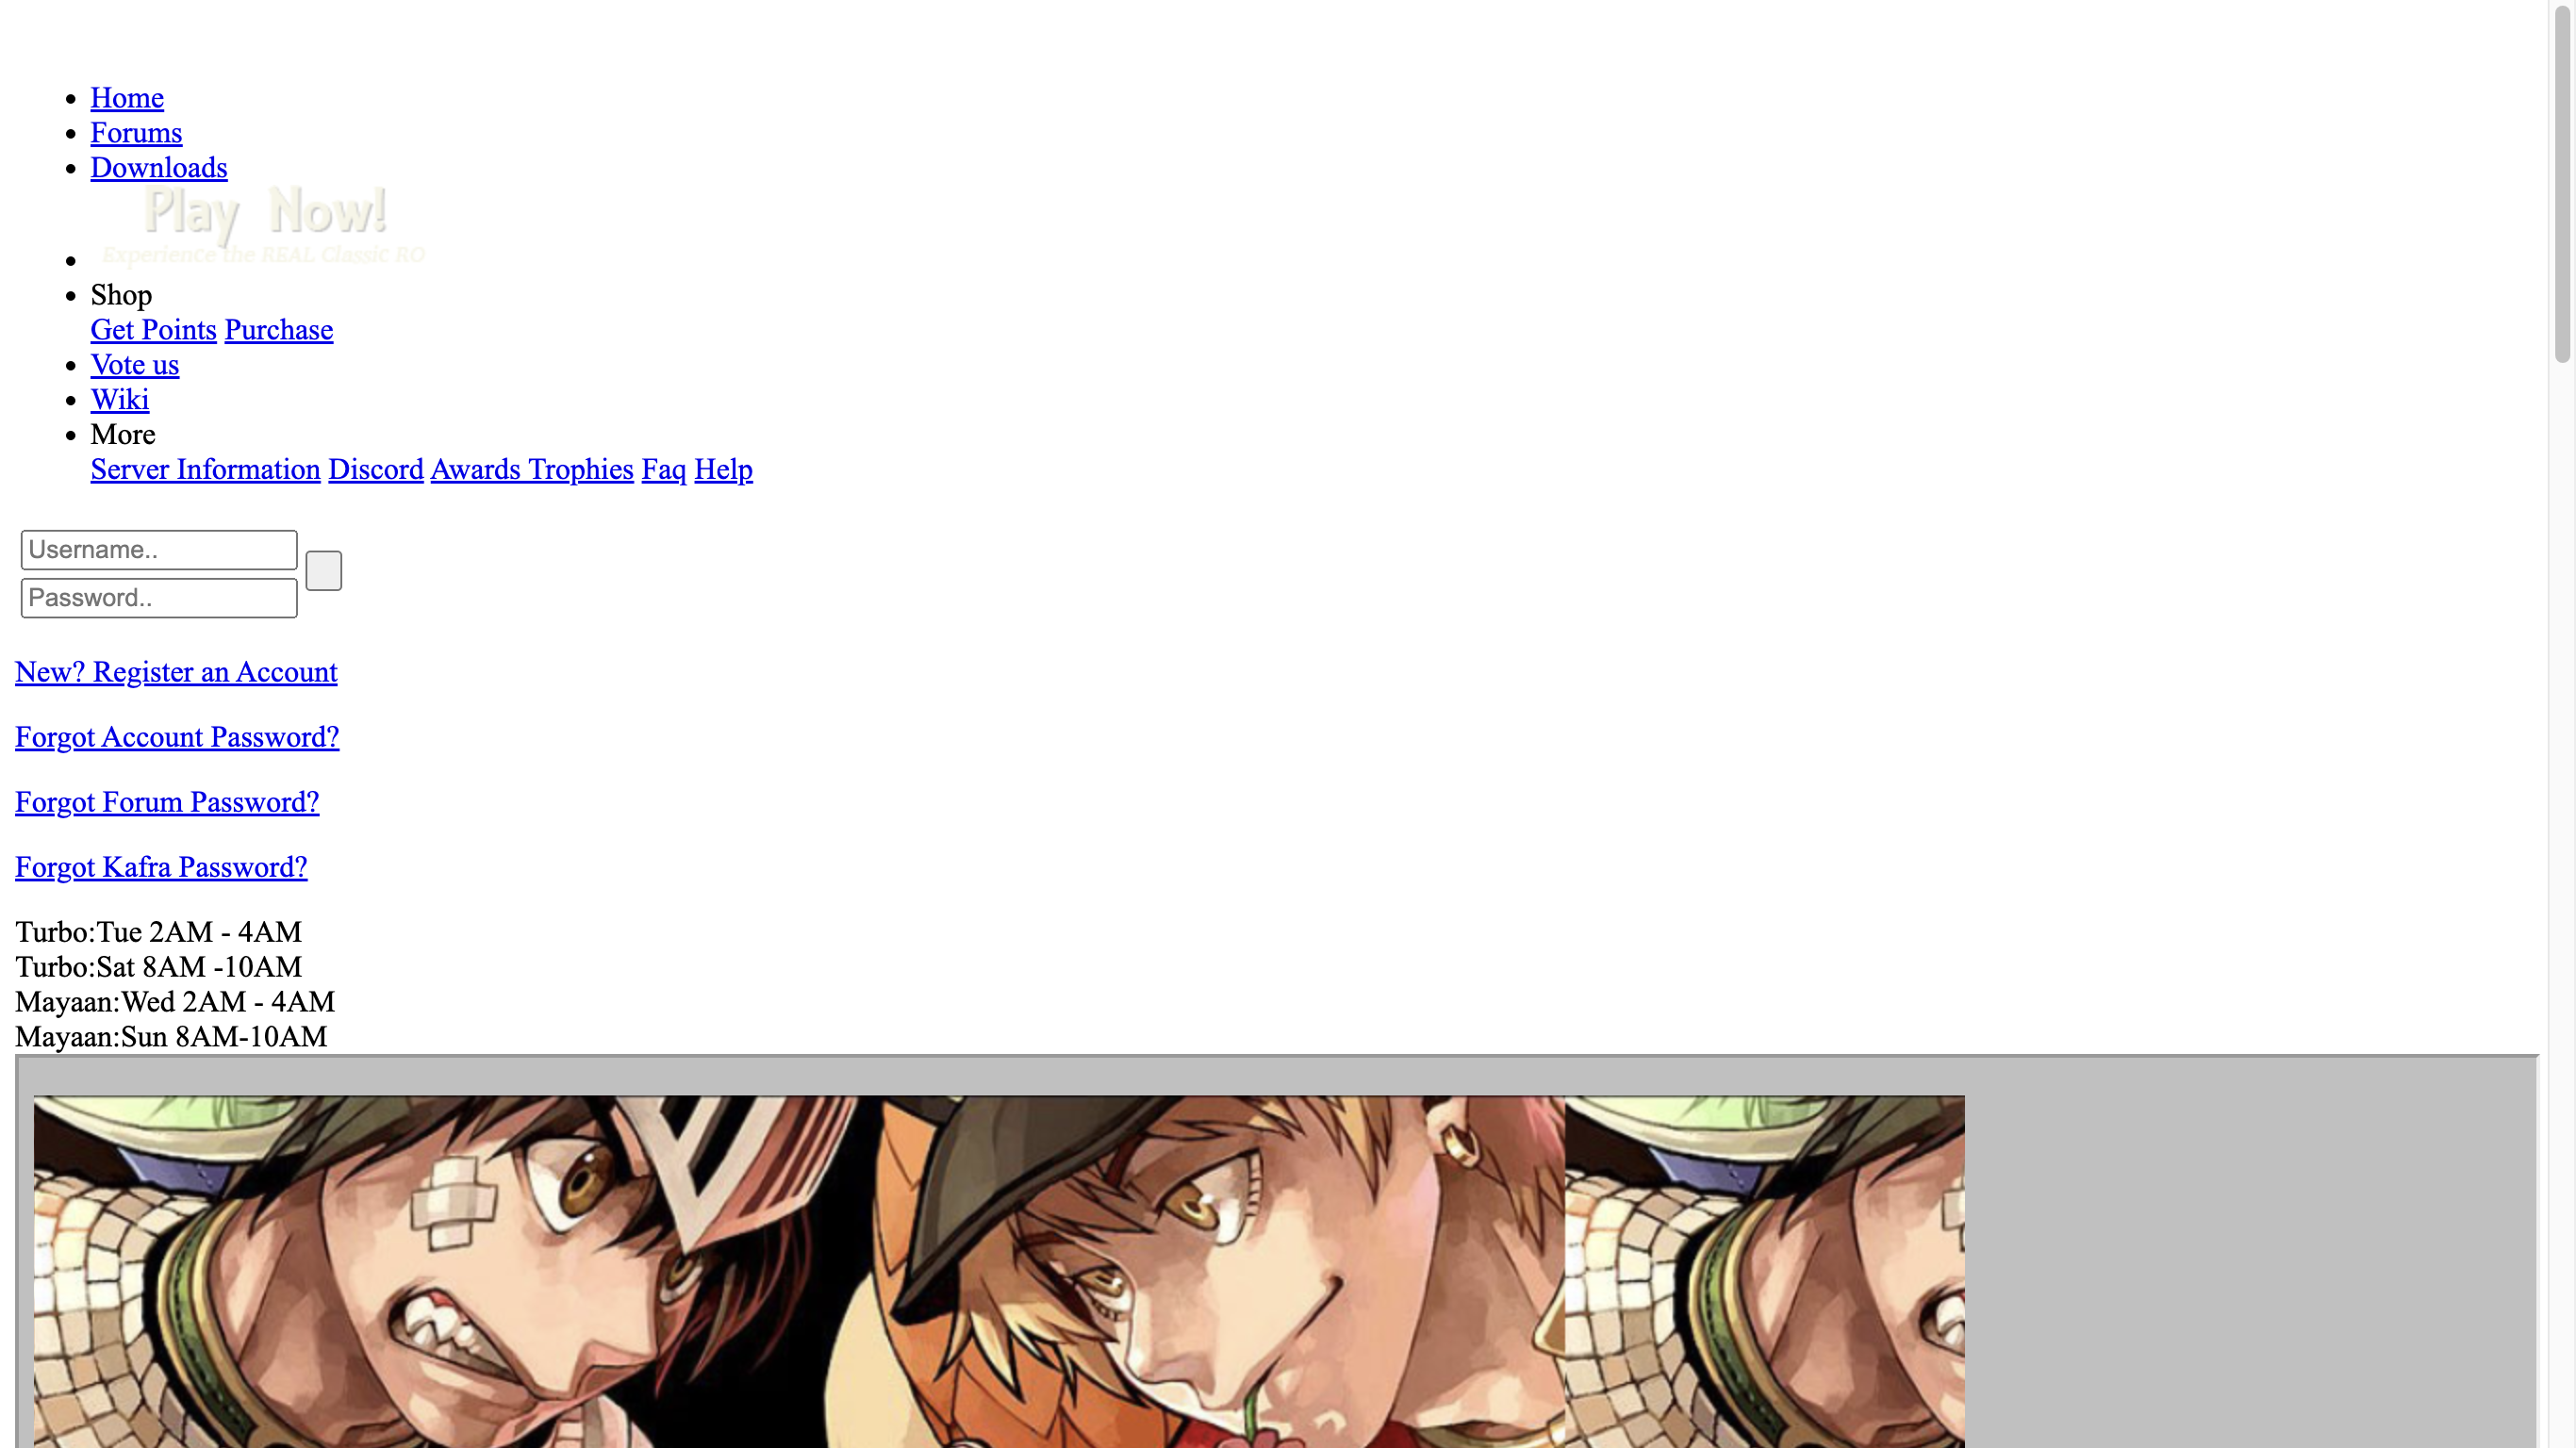 Home
Forums
Downloads
Play Now!
Experience the REAL Classic RO
Shop
Get Points Purchase
Vote us
Wiki
More
Server Information Discord Awards Trophies Faq Help
Username..
Password..
New? Register an Account
Forgot Account Password?
Forgot Forum Password?
Forgot Kafra Password?
Turbo:Tue 2AM - 4AM
Turbo:Sat 8AM -10AM
Mayaan:Wed 2AM - 4AM
Mayaan:Sun 8AM-10AM